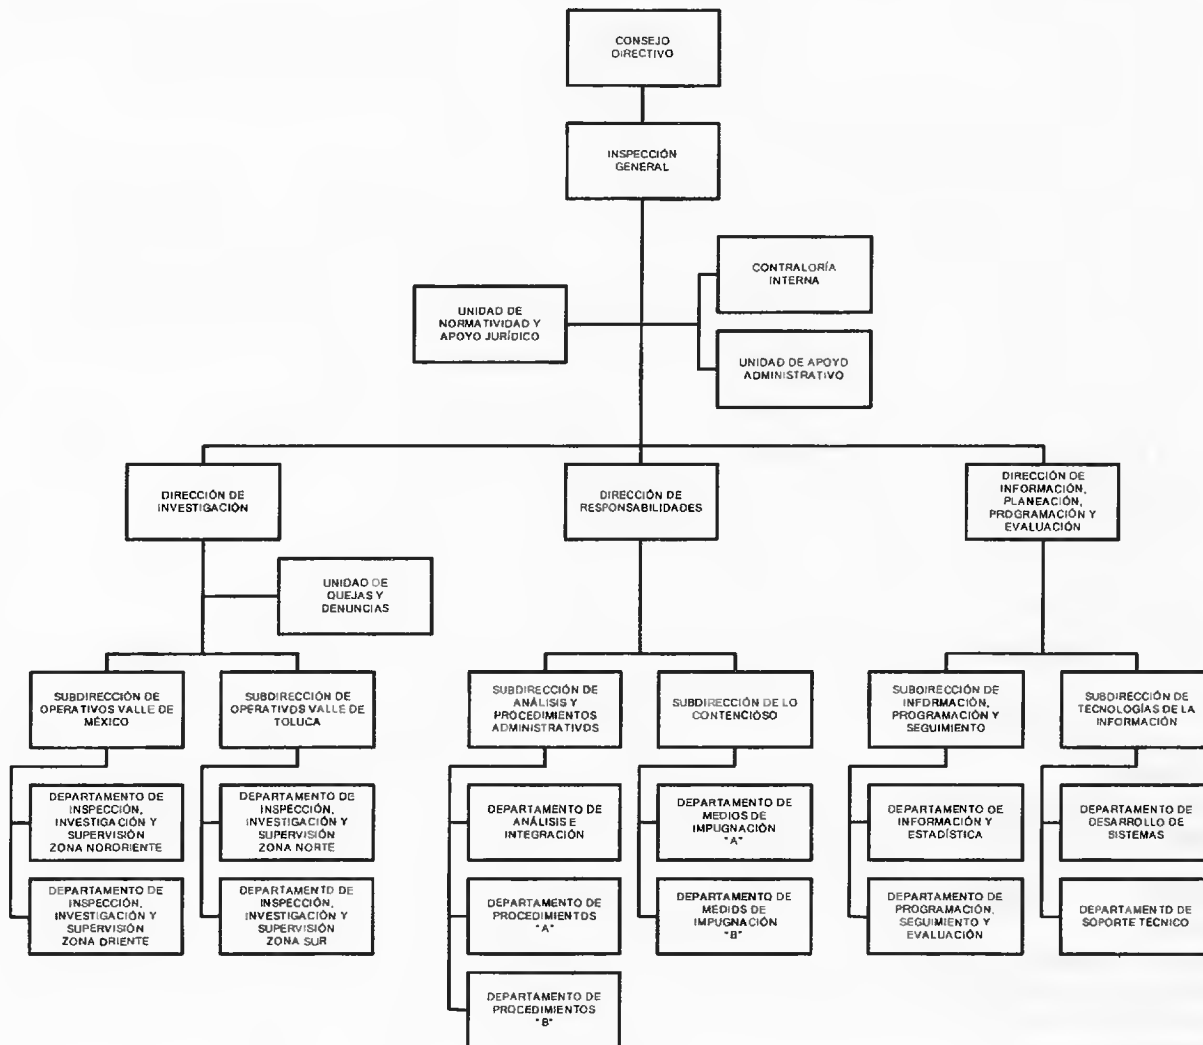 CONSEJO
DIRECTIVO
INSPECCIÓN
GENERAL
CONTRALORÍA
INTERNA
UNIDAD DE
NORMATIVIDAD Y
APOYO JURÍDICO
UNIDAD DE APOYO
ADMINISTRATIVO
DIRECCIÓN DE
INVESTIGACIÓN
DIRECCIÓN DE
RESPONSABILIDADES
DIRECCIÓN DE
INFORMACIÓN,
PLANEACIÓN,
PROGRAMACIÓN Y
EVALUACIÓN
UNIDAD DE
QUEJAS Y
DENUNCIAS
SUBDIRECCIÓN DE
OPERATIVOS VALLE DE
MÉXICO
SUBDIRECCIÓN DE
OPERATIVOS VALLE DE
TOLUCA
SUBDIRECCIÓN DE
ANÁLISIS Y
PROCEDIMIENTOS
ADMINISTRATIVOS
SUBDIRECCIÓN DE LO
CONTENCIOSO
SUBDIRECCIÓN DE
INFORMACIÓN,
PROGRAMACIÓN Y
SEGUIMIENTO
SUBDIRECCIÓN DE
TECNOLOGÍAS DE LA
INFORMACIÓN
DEPARTAMENTO DE
INSPECCIÓN,
INVESTIGACIÓN Y
SUPERVISIÓN
ZONA NORORIENTE
DEPARTAMENTO DE
INSPECCIÓN,
INVESTIGACIÓN Y
SUPERVISIÓN
ZONA NORTE
DEPARTAMENTO DE
ANÁLISIS E
INTEGRACIÓN
DEPARTAMENTO DE
MEDIOS DE
IMPUGNACIÓN
"A"
DEPARTAMENTO DE
INFORMACIÓN Y
ESTADÍSTICA
DEPARTAMENTO DE
DESARROLLO DE
SISTEMAS
DEPARTAMENTO DE
INSPECCIÓN,
INVESTIGACIÓN Y
SUPERVISIÓN
ZONA ORIENTE
DEPARTAMENTO DE
INSPECCIÓN,
INVESTIGACIÓN Y
SUPERVISIÓN
ZONA SUR
DEPARTAMENTO DE
PROCEDIMIENTOS
"A"
DEPARTAMENTO DE
MEDIOS DE
IMPUGNACIÓN
"B"
DEPARTAMENTO DE
PROGRAMACIÓN,
SEGUIMIENTO Y
EVALUACIÓN
DEPARTAMENTO DE
SOPORTE TÉCNICO
DEPARTAMENTO DE
PROCEDIMIENTOS
"B"